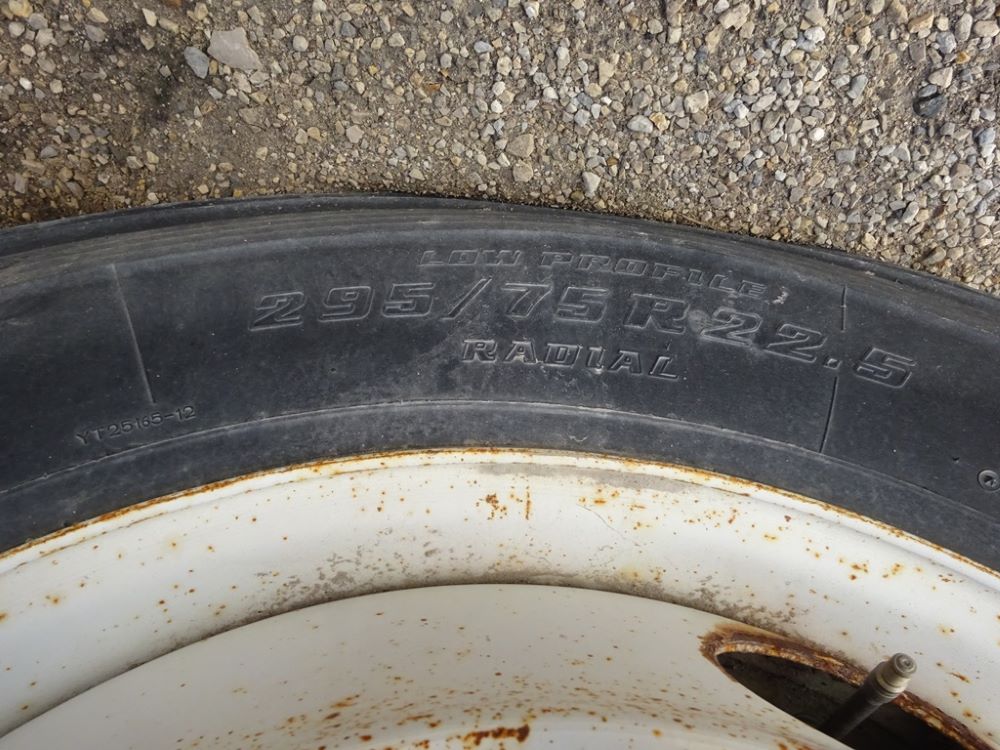 LOW PROFILE
295/75R22.5
RADIAL
YT25165-12